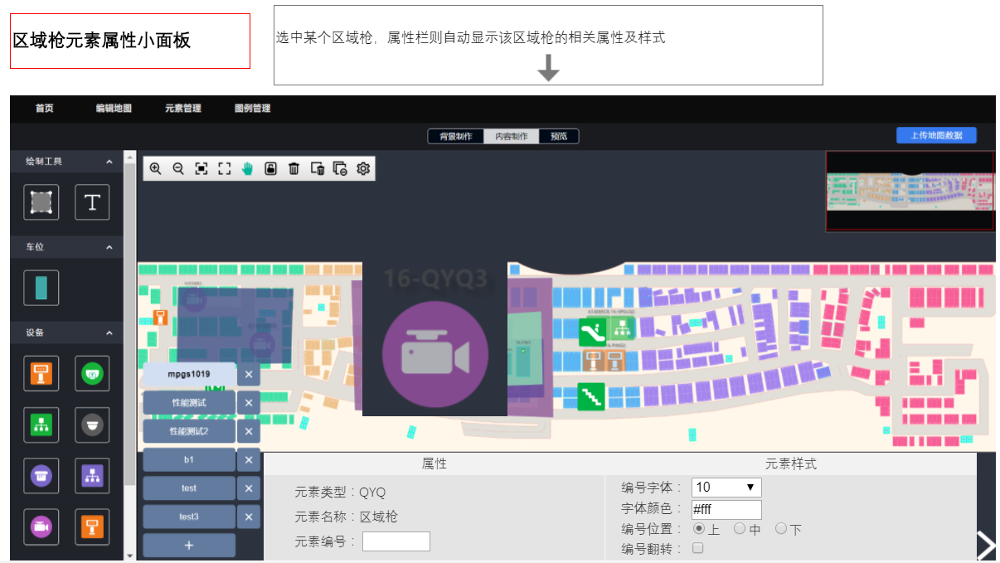 区域枪元素属性小面板
选中某个区域枪，属性栏则自动显示该区域枪的相关属性及样式
首页 编辑地图 元素管理 图例管理
背景制作 内容制作 预览
上传地图数据
绘制工具
T
车位
设备
16-QYQ3
mpgs1019 ×
性能测试 ×
性能测试2 ×
b1 ×
test ×
test3 ×
+
属性
元素类型：QYQ
元素名称：区域枪
元素编号：
元素样式
编号字体： 10
字体颜色： #fff
编号位置： 上 中 下
编号翻转：